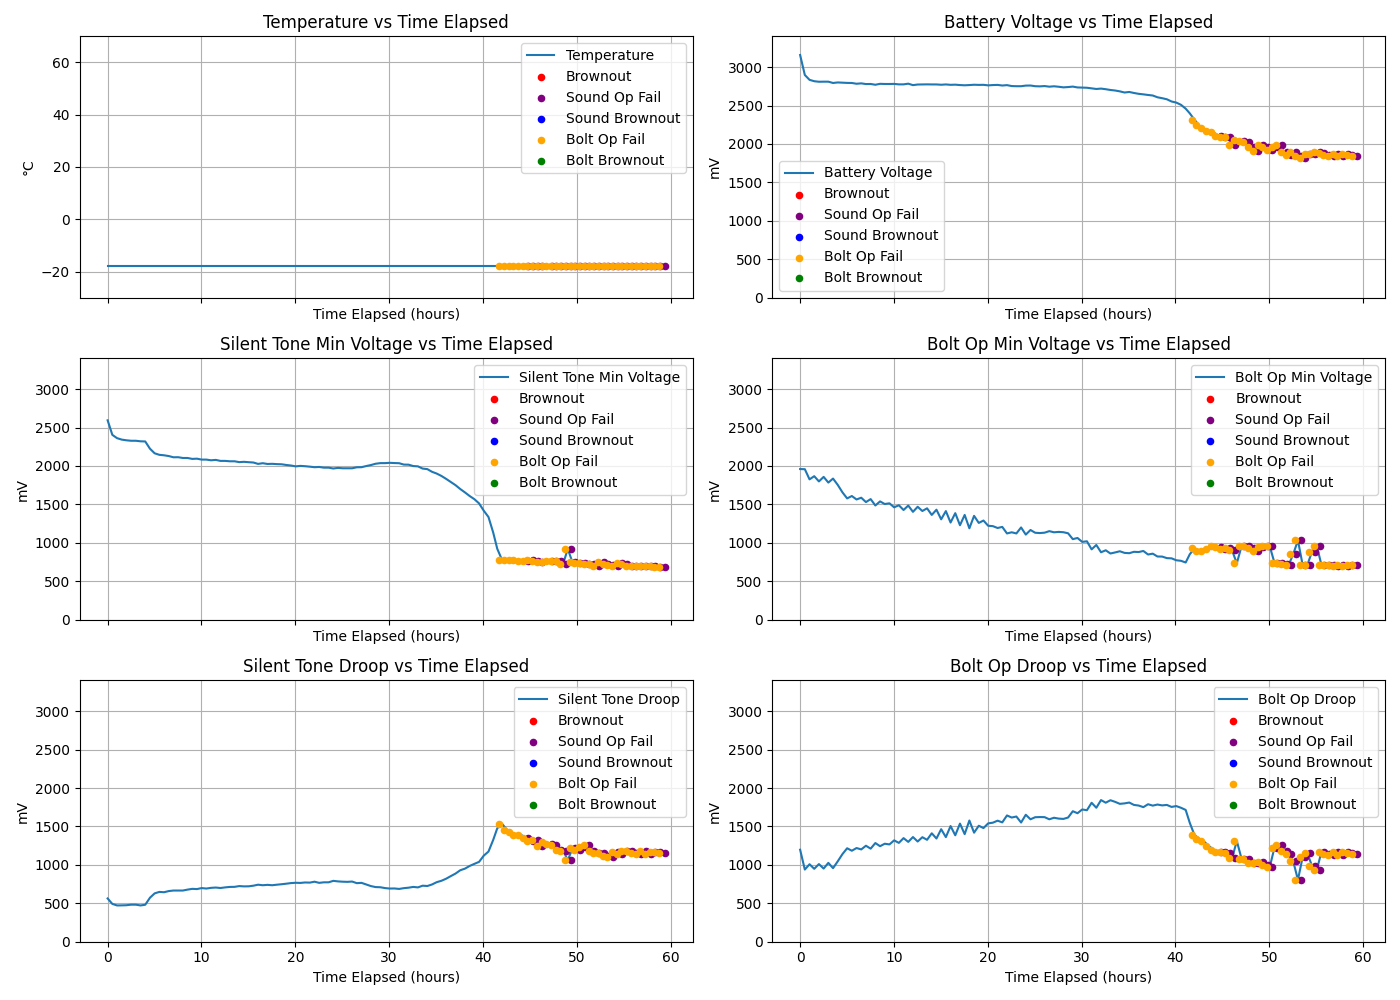 Temperature vs Time Elapsed
60
40
20
0
−20
°C
Temperature
Brownout
Sound Op Fail
Sound Brownout
Bolt Op Fail
Bolt Brownout
Time Elapsed (hours)
Battery Voltage vs Time Elapsed
3000
2500
2000
1500
1000
500
0
mV
Battery Voltage
Brownout
Sound Op Fail
Sound Brownout
Bolt Op Fail
Bolt Brownout
Time Elapsed (hours)
Silent Tone Min Voltage vs Time Elapsed
3000
2500
2000
1500
1000
500
0
mV
Silent Tone Min Voltage
Brownout
Sound Op Fail
Sound Brownout
Bolt Op Fail
Bolt Brownout
Time Elapsed (hours)
Bolt Op Min Voltage vs Time Elapsed
3000
2500
2000
1500
1000
500
0
mV
Bolt Op Min Voltage
Brownout
Sound Op Fail
Sound Brownout
Bolt Op Fail
Bolt Brownout
Time Elapsed (hours)
Silent Tone Droop vs Time Elapsed
3000
2500
2000
1500
1000
500
0
mV
Silent Tone Droop
Brownout
Sound Op Fail
Sound Brownout
Bolt Op Fail
Bolt Brownout
0 10 20 30 40 50 60
Time Elapsed (hours)
Bolt Op Droop vs Time Elapsed
3000
2500
2000
1500
1000
500
0
mV
Bolt Op Droop
Brownout
Sound Op Fail
Sound Brownout
Bolt Op Fail
Bolt Brownout
0 10 20 30 40 50 60
Time Elapsed (hours)